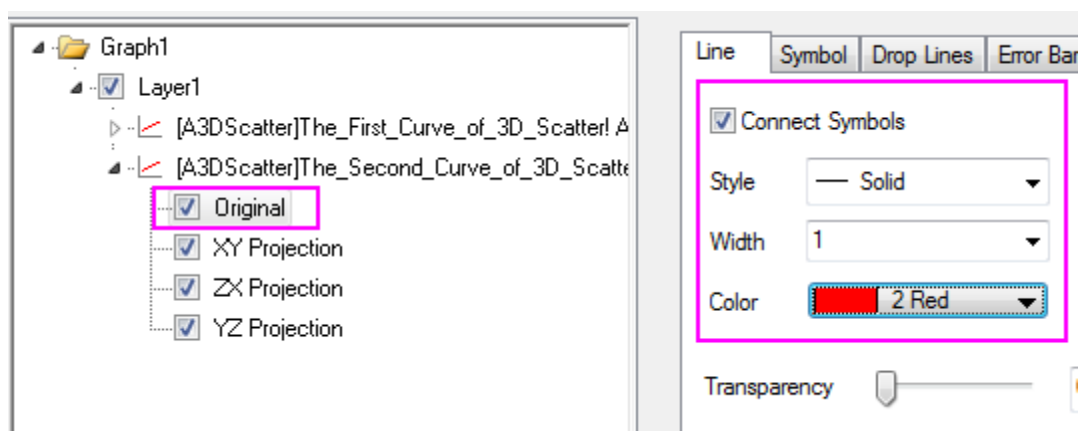 Graph1
Layer1
[A3DScatter]The_First_Curve_of_3D_Scatter! A
[A3DScatter]The_Second_Curve_of_3D_Scatte
Original
XY Projection
ZX Projection
YZ Projection
Line Symbol Drop Lines Error Bar
Connect Symbols
Style Solid
Width 1
Color 2 Red
Transparency